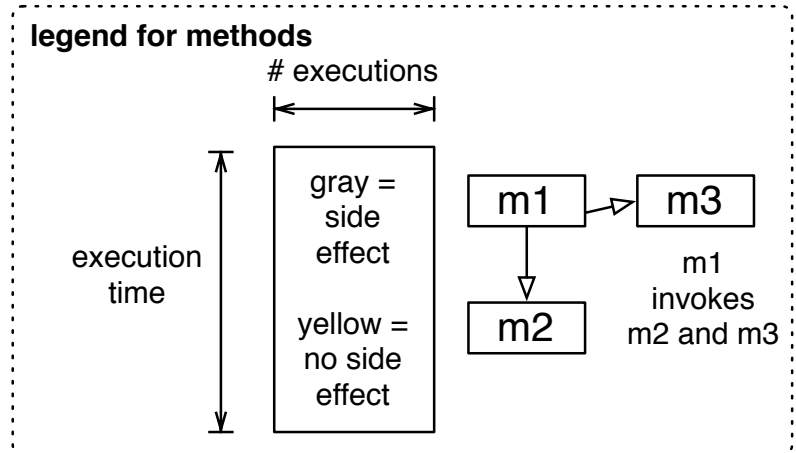 legend for methods
# executions
execution
time
gray =
side
effect
yellow =
no side
effect
m1
m3
m2
m1
invokes
m2 and m3